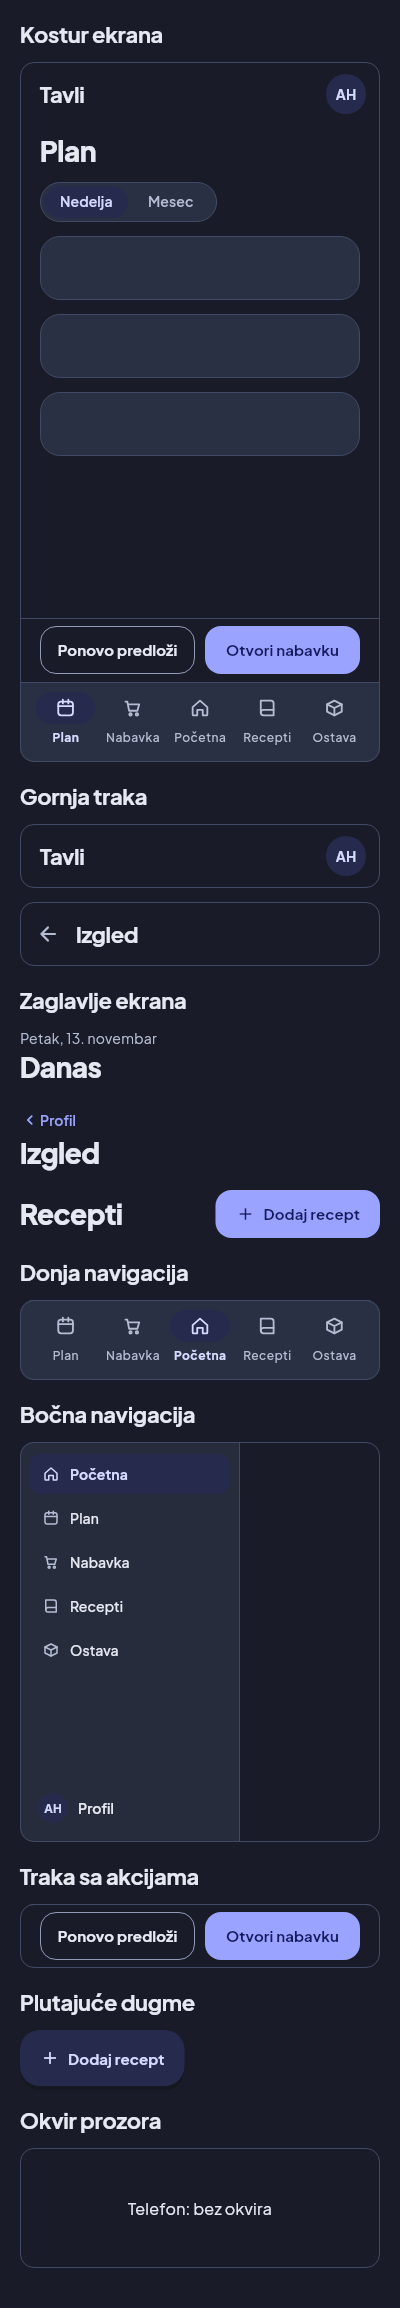 Kostur ekrana
Tavli
AH
Plan
Nedelja Mesec
Ponovo predloži Otvori nabavku
Plan Nabavka Početna Recepti Ostava
Gornja traka
Tavli
AH
Izgled
Zaglavlje ekrana
Petak, 13. novembar
Danas
Profil
Izgled
Recepti
Dodaj recept
Donja navigacija
Plan Nabavka Početna Recepti Ostava
Bočna navigacija
Početna
Plan
Nabavka
Recepti
Ostava
AH Profil
Traka sa akcijama
Ponovo predloži Otvori nabavku
Plutajuće dugme
Dodaj recept
Okvir prozora
Telefon: bez okvira